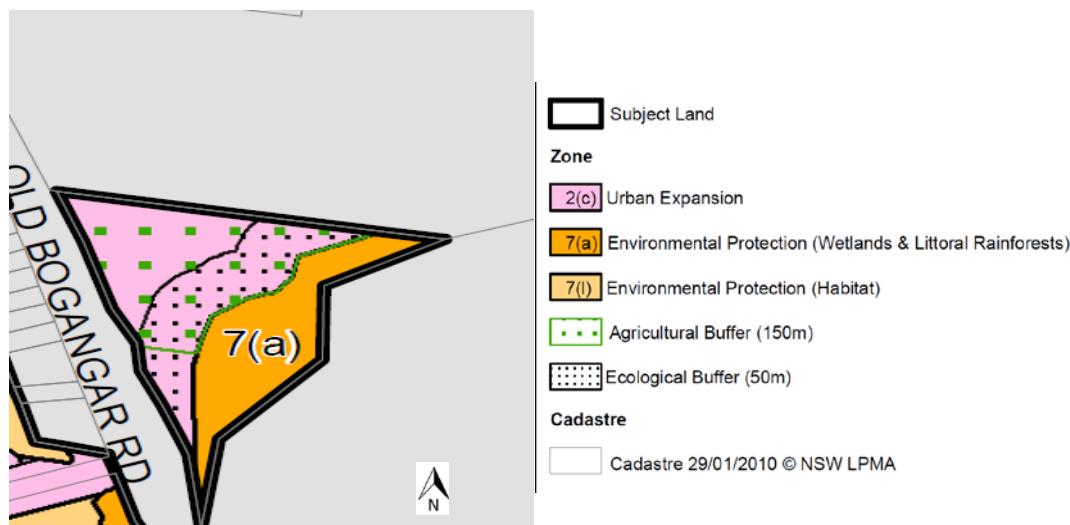 OLD BOGANGAR RD
7(a)
N
Subject Land
Zone
2(c) Urban Expansion
7(a) Environmental Protection (Wetlands & Littoral Rainforests)
7(l) Environmental Protection (Habitat)
Agricultural Buffer (150m)
Ecological Buffer (50m)
Cadastre
Cadastre 29/01/2010 © NSW LPMA